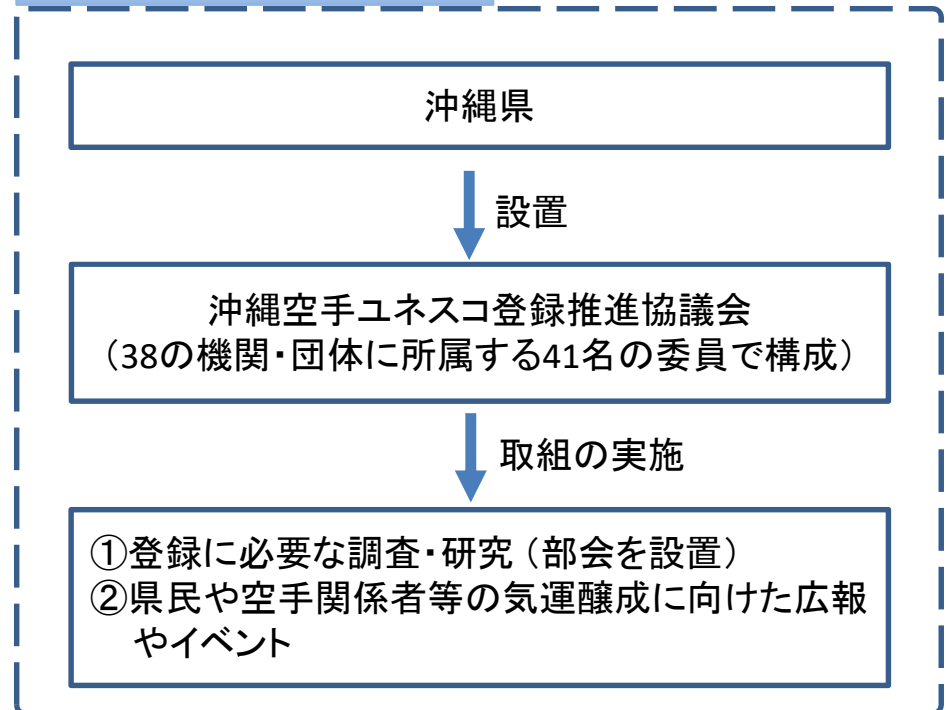 沖縄県
設置
沖縄空手ユネスコ登録推進協議会
（38の機関・団体に所属する41名の委員で構成）
取組の実施
①登録に必要な調査・研究（部会を設置）
②県民や空手関係者等の気運醸成に向けた広報
やイベント